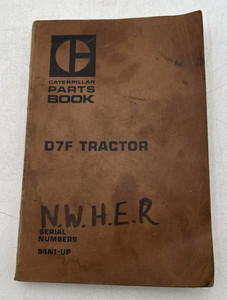 CATERPILLAR
PARTS
BOOK
D7F TRACTOR
N.W.H.E.R
SERIAL
NUMBERS
94N1-UP